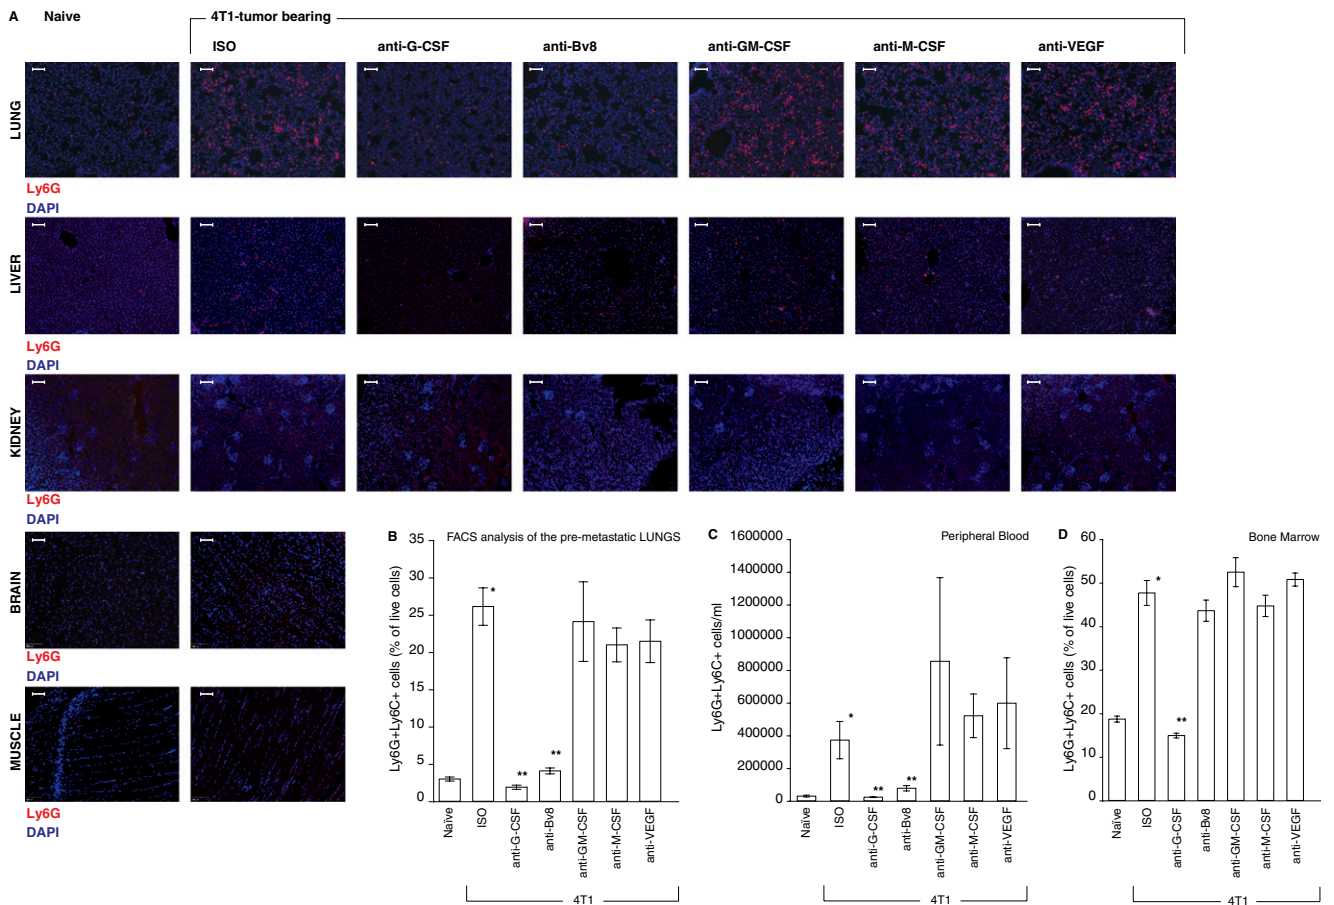 A Naive
4T1-tumor bearing
ISO anti-G-CSF anti-Bv8 anti-GM-CSF anti-M-CSF anti-VEGF
LUNG
Ly6G
DAPI
LIVER
Ly6G
DAPI
KIDNEY
Ly6G
DAPI
BRAIN
Ly6G
DAPI
MUSCLE
Ly6G
DAPI
B FACS analysis of the pre-metastatic LUNGS
Ly6G+Ly6C+ cells (% of live cells)
35
30
25
20
15
10
5
0
* ** **
Naïve ISO anti-G-CSF anti-Bv8 anti-GM-CSF anti-M-CSF anti-VEGF
4T1
C Peripheral Blood
Ly6G+Ly6C+ cells/ml
1600000
1400000
1200000
1000000
800000
600000
400000
200000
0
* ** **
Naïve ISO anti-G-CSF anti-Bv8 anti-GM-CSF anti-M-CSF anti-VEGF
4T1
D Bone Marrow
Ly6G+Ly6C+ cells (% of live cells)
60
50
40
30
20
10
0
* **
Naïve ISO anti-G-CSF anti-Bv8 anti-GM-CSF anti-M-CSF anti-VEGF
4T1